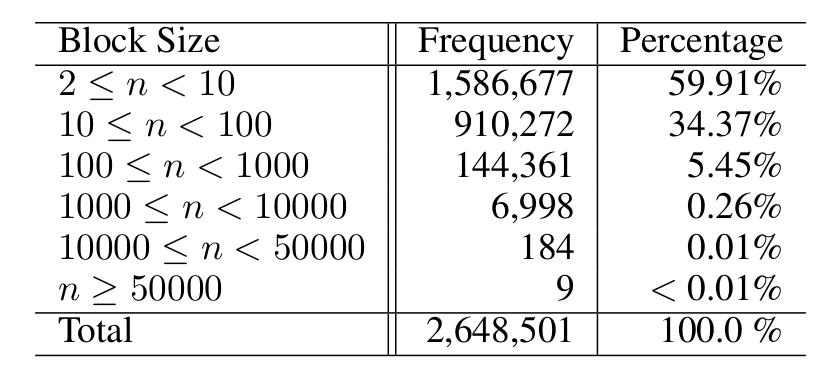 Block Size Frequency Percentage
2 ≤ n < 10 1,586,677 59.91%
10 ≤ n < 100 910,272 34.37%
100 ≤ n < 1000 144,361 5.45%
1000 ≤ n < 10000 6,998 0.26%
10000 ≤ n < 50000 184 0.01%
n ≥ 50000 9 < 0.01%
Total 2,648,501 100.0 %